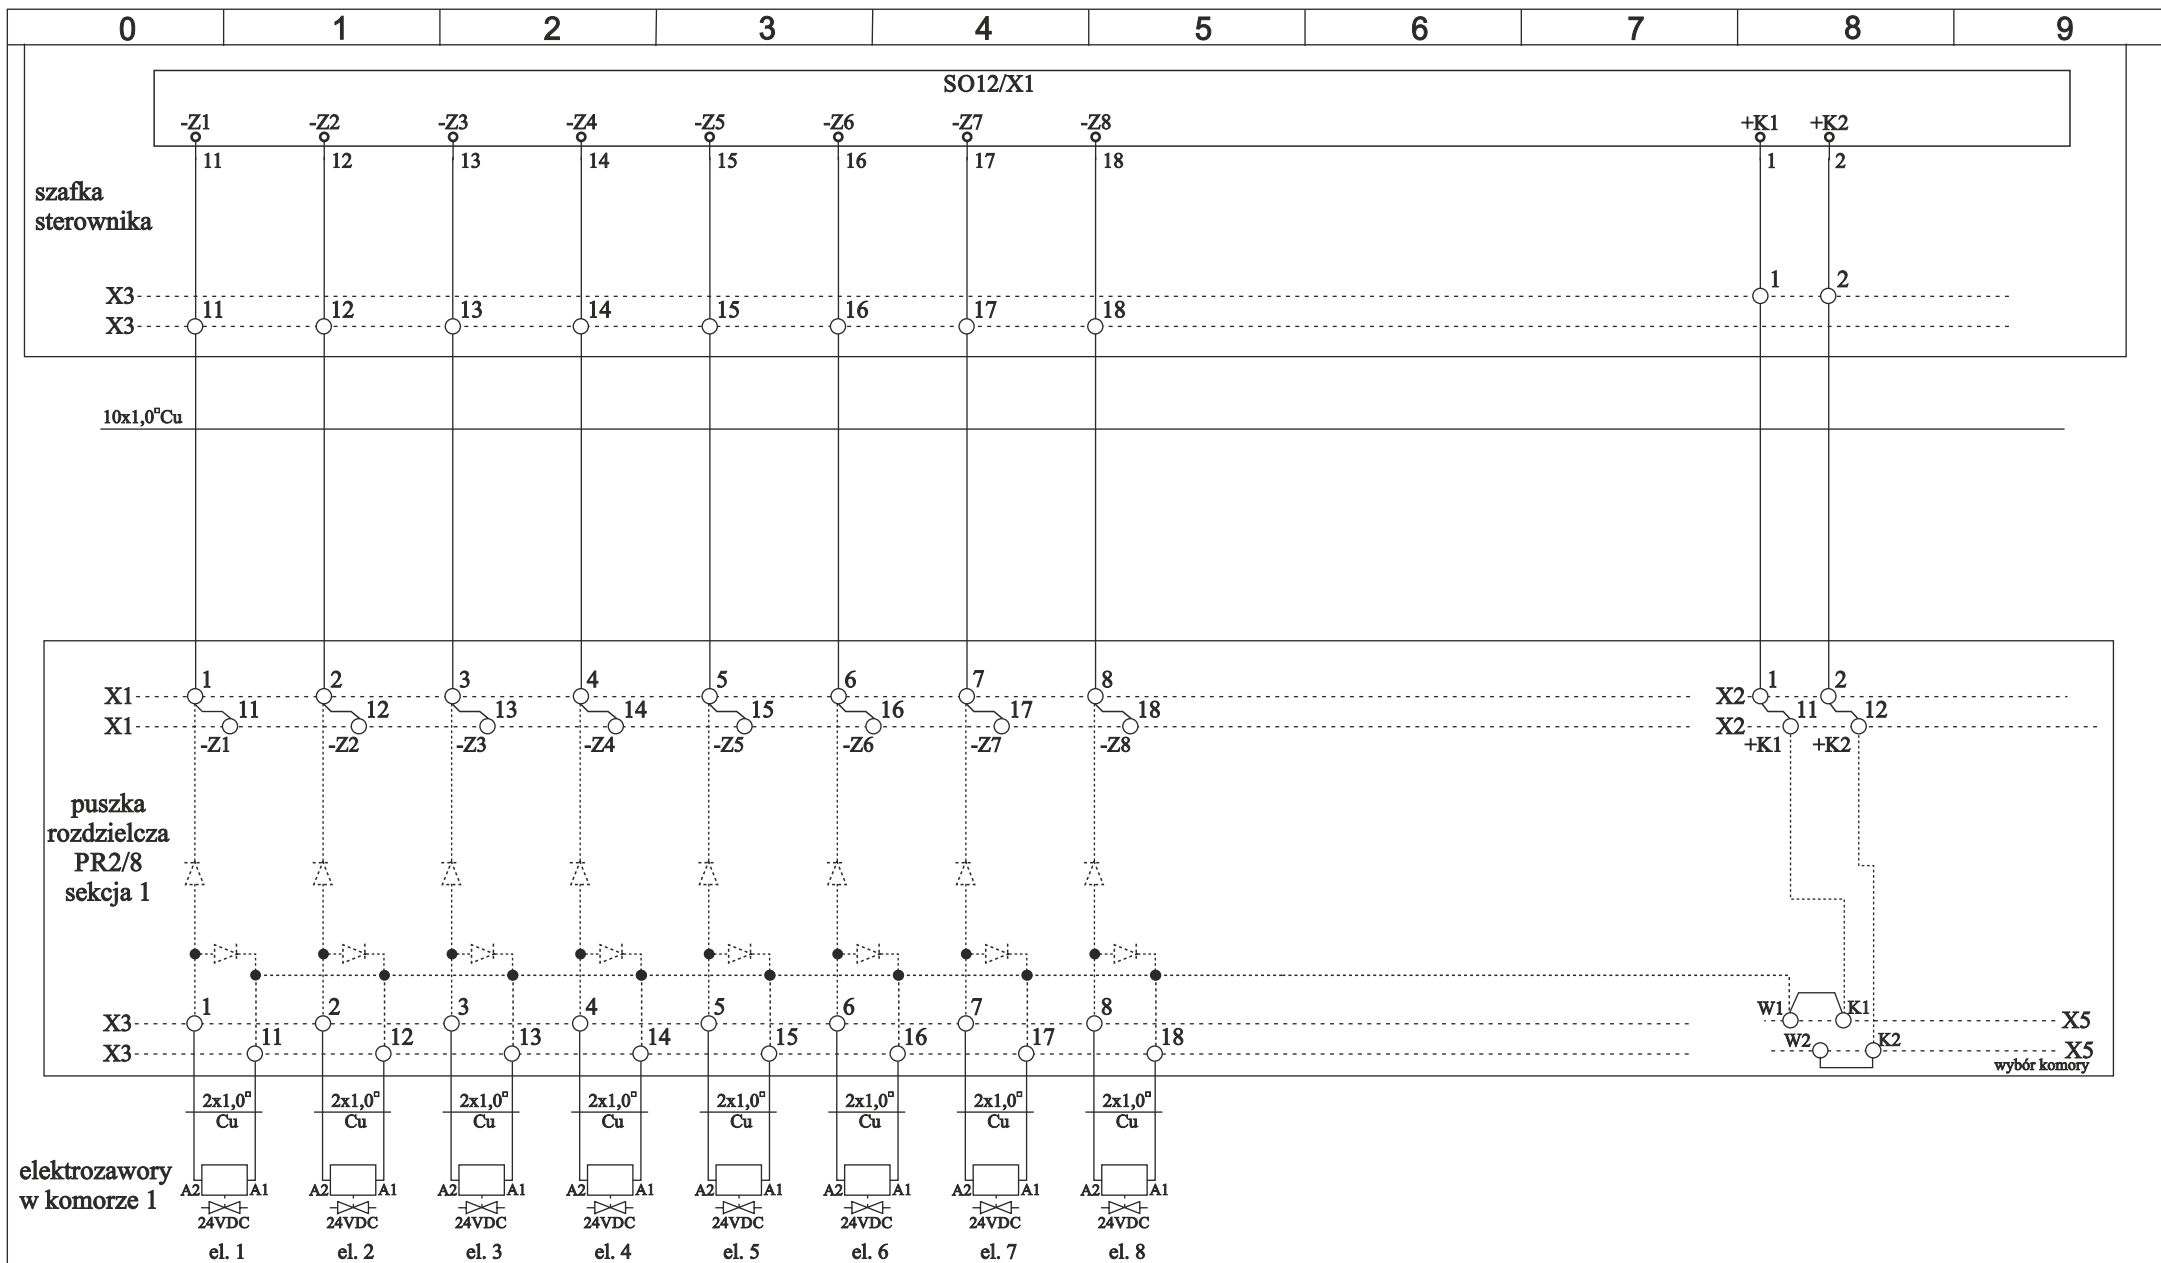 0 1 2 3 4 5 6 7 8 9
SO12/X1
-Z1 -Z2 -Z3 -Z4 -Z5 -Z6 -Z7 -Z8 +K1 +K2
11 12 13 14 15 16 17 18 1 2
szafka
sterownika
X3 1 2
X3 11 12 13 14 15 16 17 18
10x1,0□Cu
X1 1 2 3 4 5 6 7 8 X2 1 2
X1 11 12 13 14 15 16 17 18 X2 11 12
-Z1 -Z2 -Z3 -Z4 -Z5 -Z6 -Z7 -Z8 +K1 +K2
puszka
rozdzielcza
PR2/8
sekcja 1
X3 1 2 3 4 5 6 7 8 W1 K1 X5
X3 11 12 13 14 15 16 17 18 W2 K2 X5
wybór komory
2x1,0□ 2x1,0□ 2x1,0□ 2x1,0□ 2x1,0□ 2x1,0□ 2x1,0□ 2x1,0□
Cu Cu Cu Cu Cu Cu Cu Cu
elektrozawory
w komorze 1
A2 A1 A2 A1 A2 A1 A2 A1 A2 A1 A2 A1 A2 A1 A2 A1
24VDC 24VDC 24VDC 24VDC 24VDC 24VDC 24VDC 24VDC
el. 1 el. 2 el. 3 el. 4 el. 5 el. 6 el. 7 el. 8